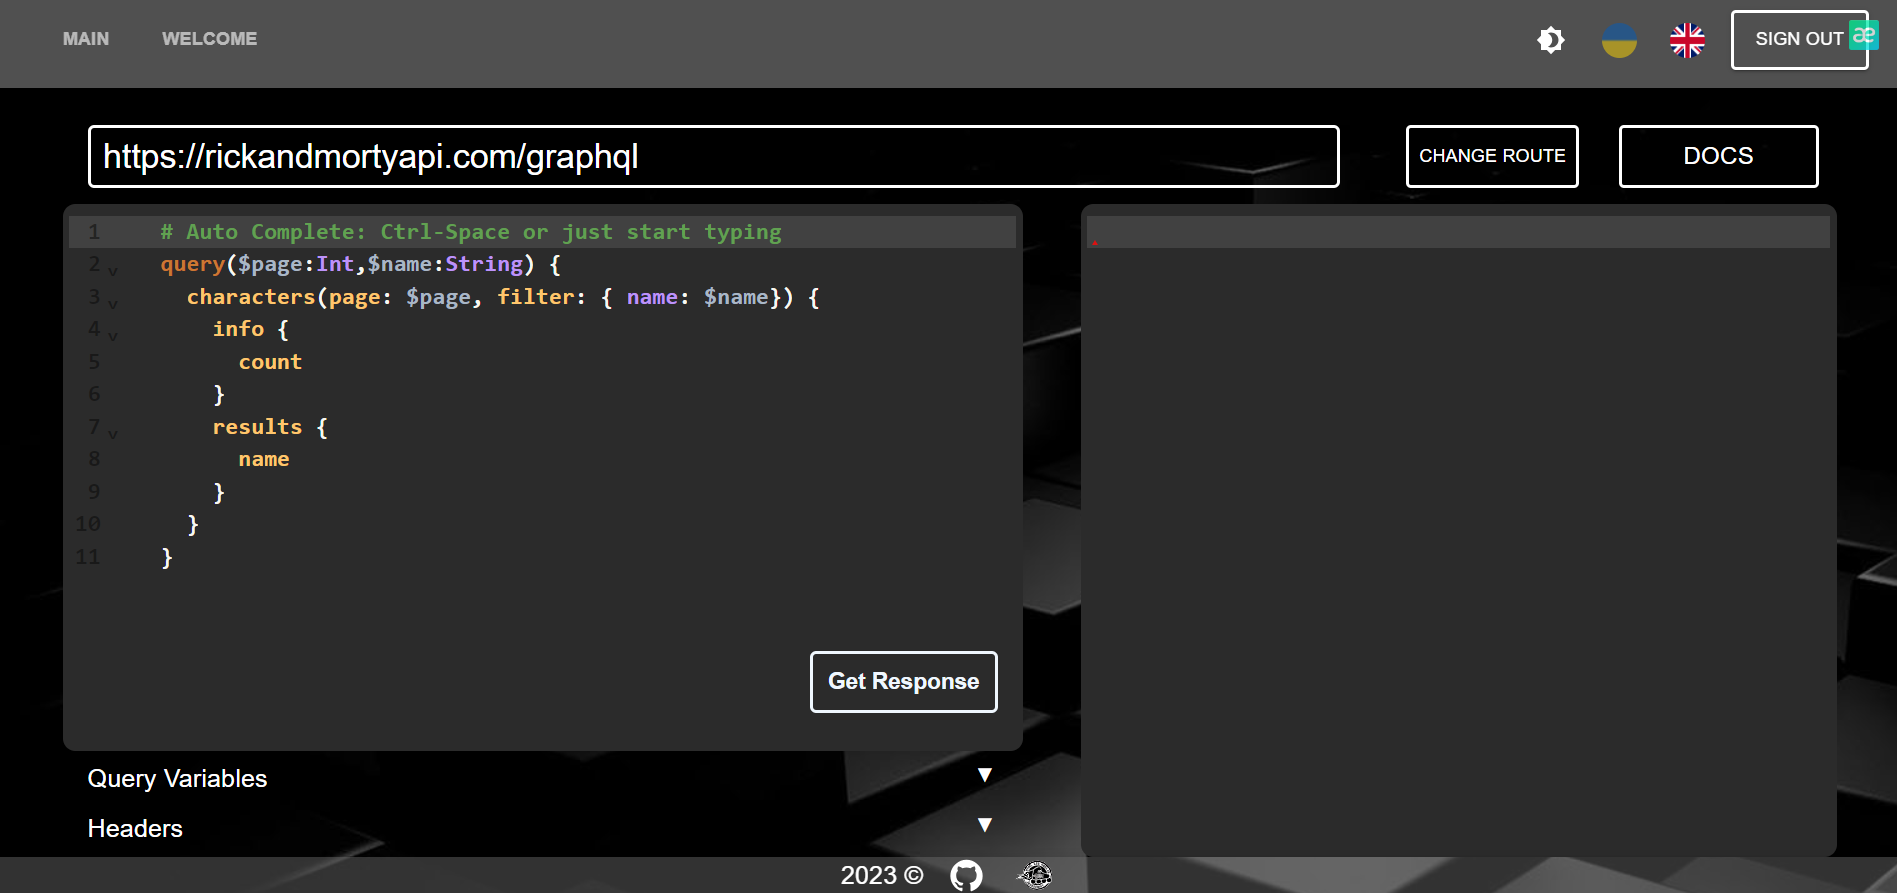 MAIN WELCOME SIGN OUT æ
https://rickandmortyapi.com/graphql CHANGE ROUTE DOCS
1 # Auto Complete: Ctrl-Space or just start typing
2 query($page:Int,$name:String) {
3 characters(page: $page, filter: { name: $name}) {
4 info {
5 count
6 }
7 results {
8 name
9 }
10 }
11 }
Get Response
Query Variables ▼
Headers ▼
2023 ©